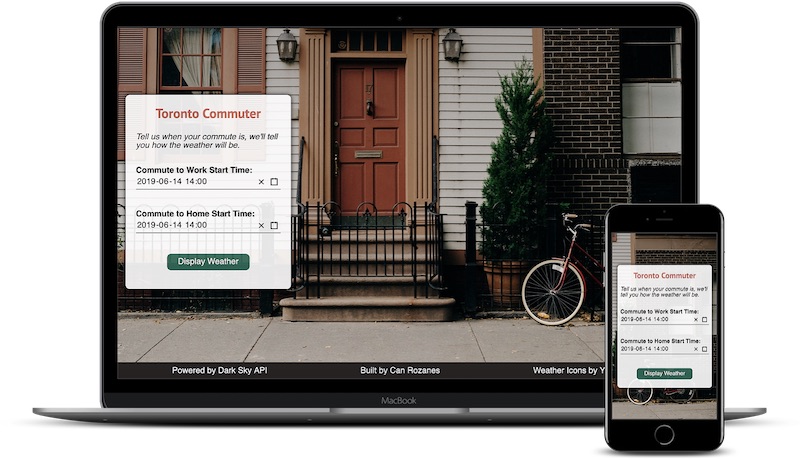 Toronto Commuter
Tell us when your commute is, we'll tell
you how the weather will be.
Commute to Work Start Time:
2019-06-14 14:00
Commute to Home Start Time:
2019-06-14 14:00
Display Weather
Powered by Dark Sky API
Built by Can Rozanes
Weather Icons by Y
MacBook
Toronto Commuter
Tell us when your commute is, we'll
tell you how the weather will be.
Commute to Work Start Time:
2019-06-14 14:00
Commute to Home Start Time:
2019-06-14 14:00
Display Weather